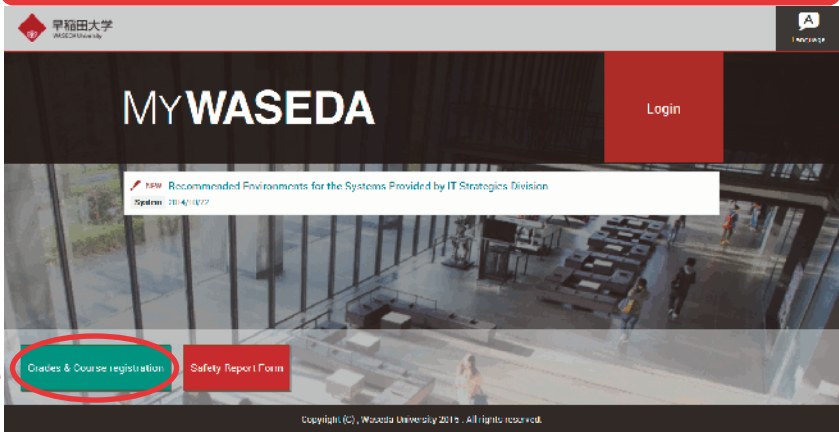 早稲田大学
WASEDA University
Language
MYWASEDA
Login
NEW Recommended Environments for the Systems Provided by IT Strategies Division
System
Grades & Course registration
Safety Report Form
Copyright (C), Waseda University 2015. All rights reserved.